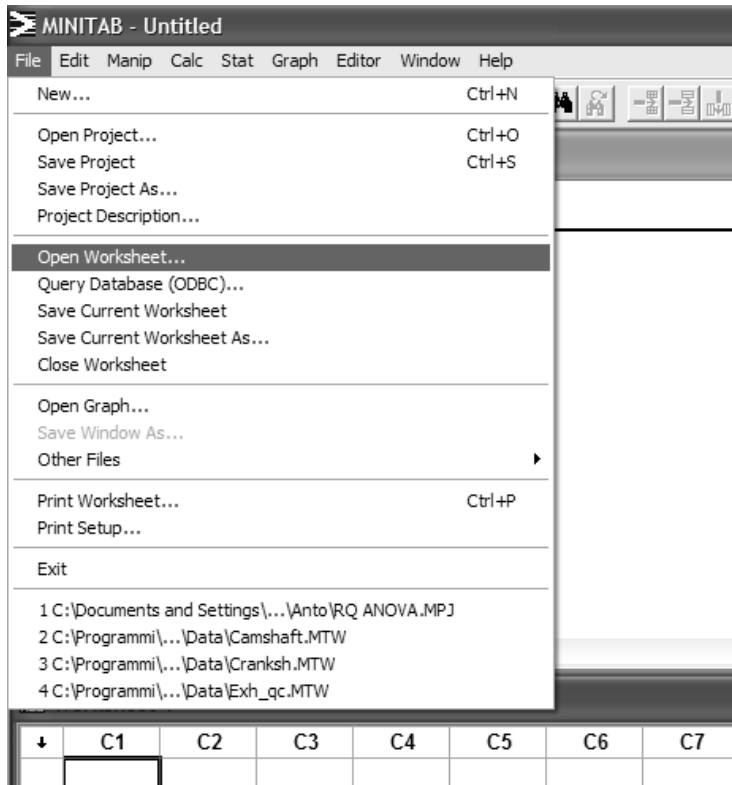 MINITAB - Untitled
File Edit Manip Calc Stat Graph Editor Window Help
New... Ctrl+N
Open Project... Ctrl+O
Save Project Ctrl+S
Save Project As...
Project Description...
Open Worksheet...
Query Database (ODBC)...
Save Current Worksheet
Save Current Worksheet As...
Close Worksheet
Open Graph...
Save Window As...
Other Files
Print Worksheet... Ctrl+P
Print Setup...
Exit
1 C:\Documents and Settings\...\Anto\RQ ANOVA.MPJ
2 C:\Programmi\...\Data\Camshaft.MTW
3 C:\Programmi\...\Data\Cranksh.MTW
4 C:\Programmi\...\Data\Exh_qc.MTW
C1 C2 C3 C4 C5 C6 C7